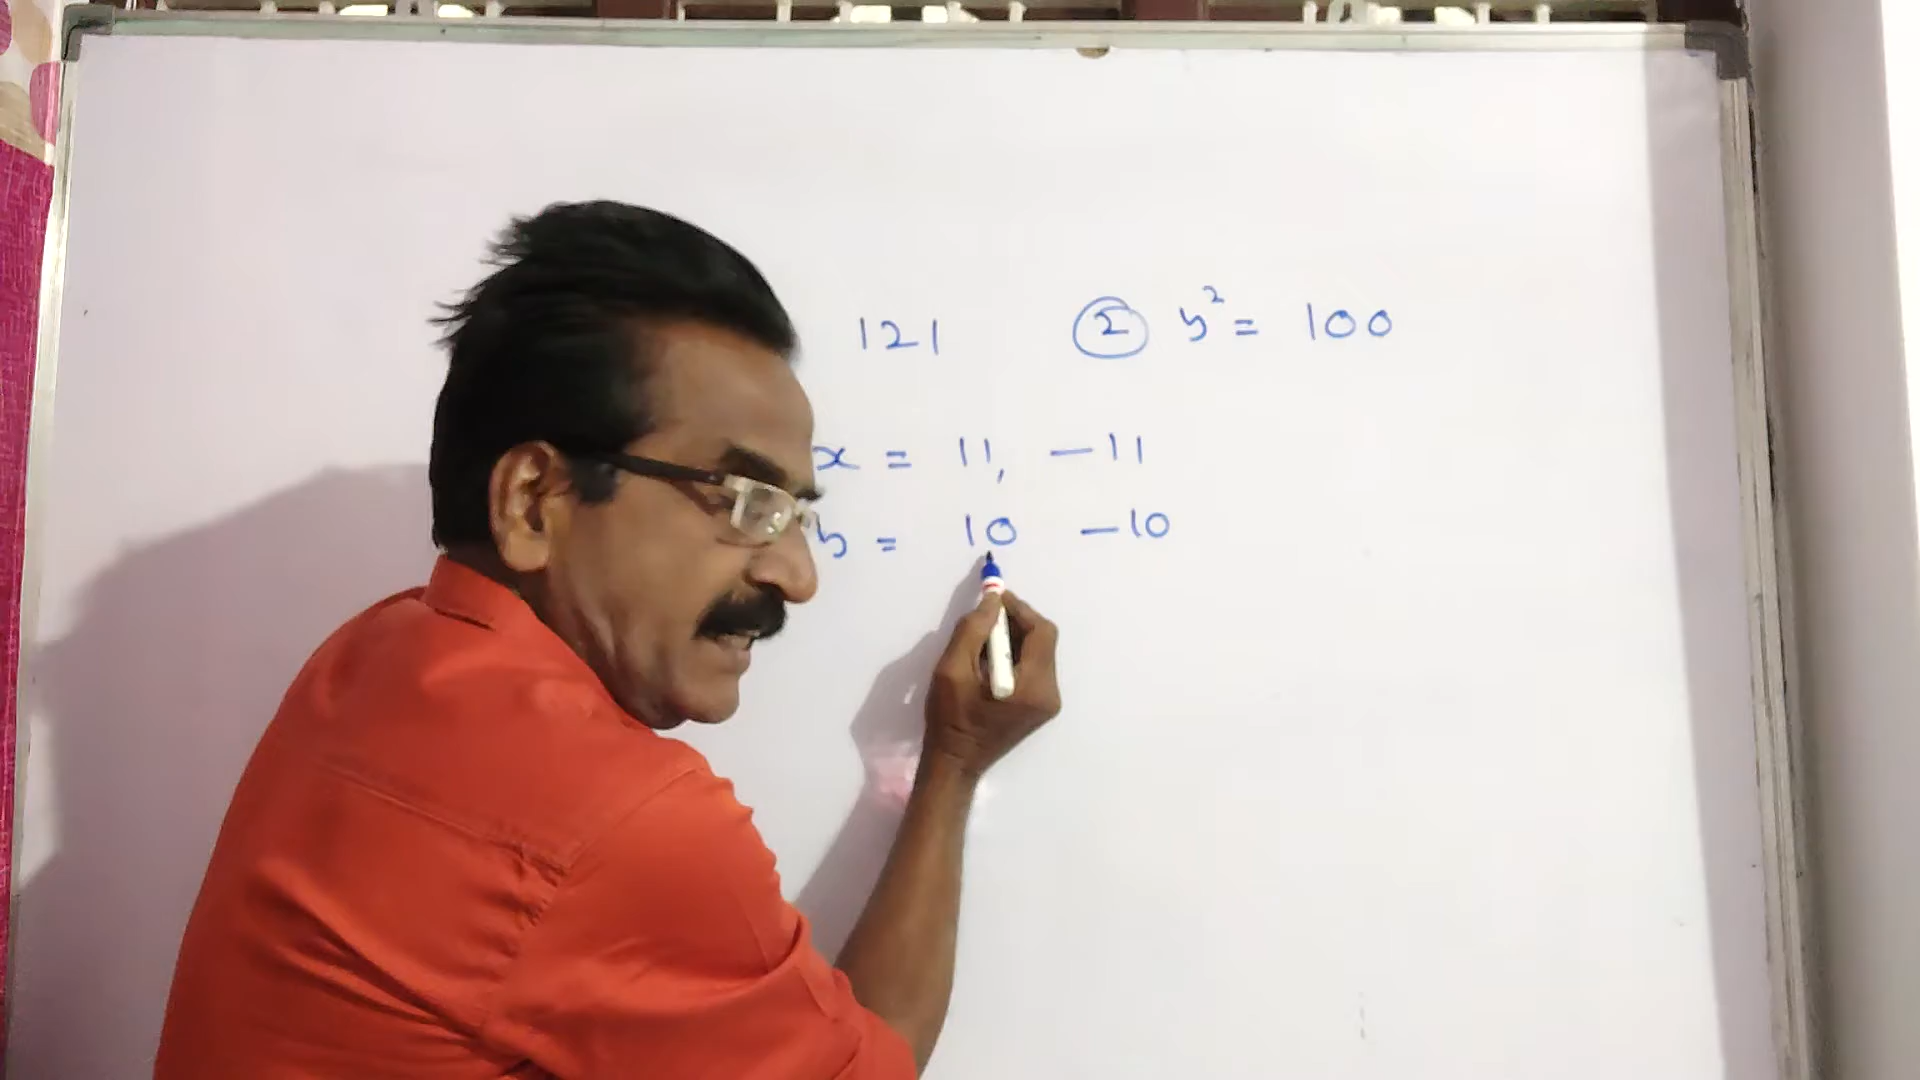 121 ② y² = 100
x = 11, -11
y = 10 -10